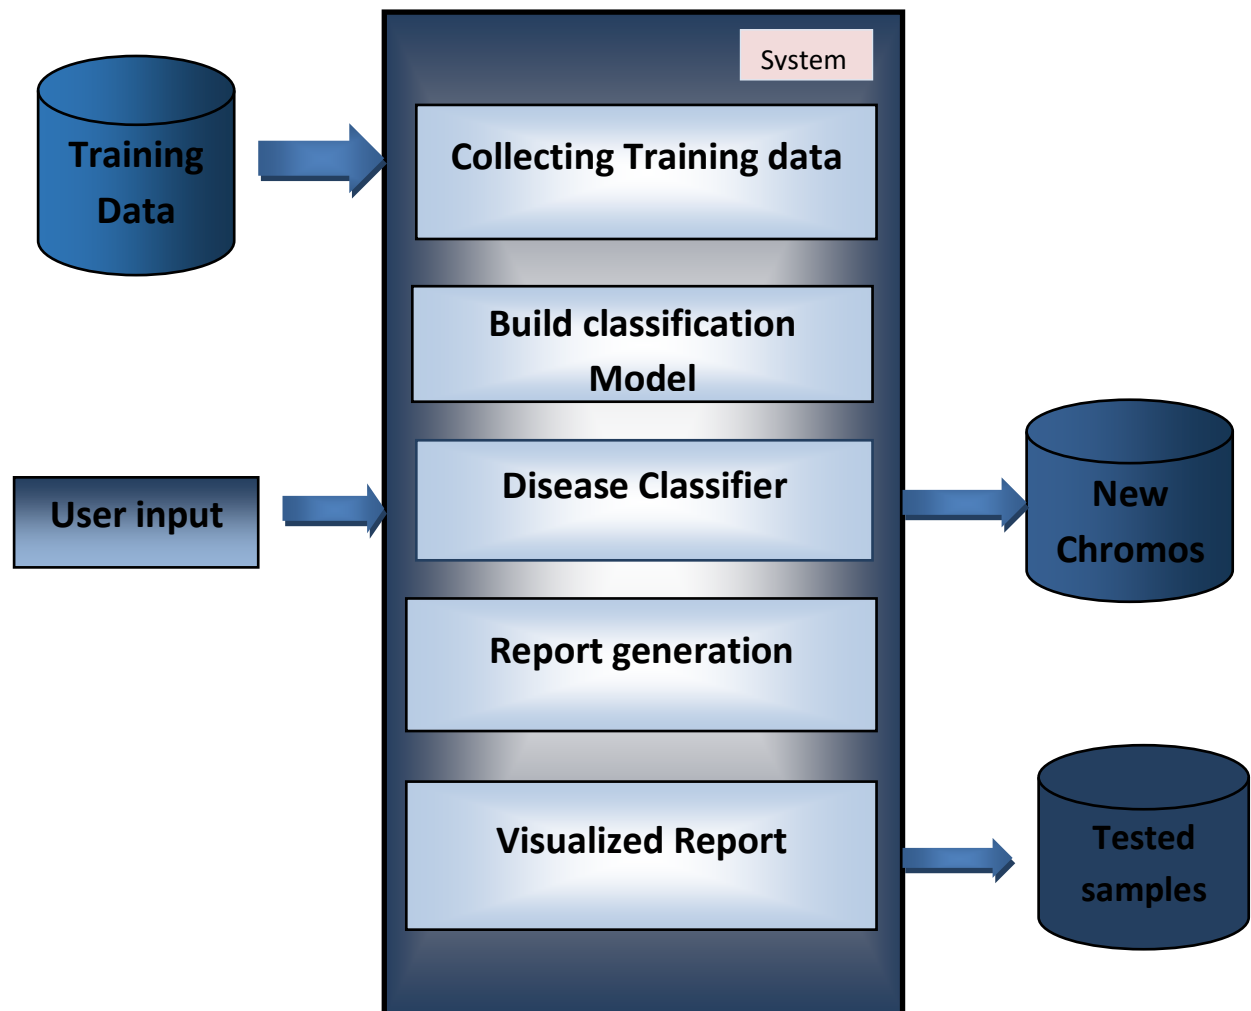 System
Training
Data
Collecting Training data
Build classification
Model
User input
Disease Classifier
New
Chromos
Report generation
Visualized Report
Tested
samples